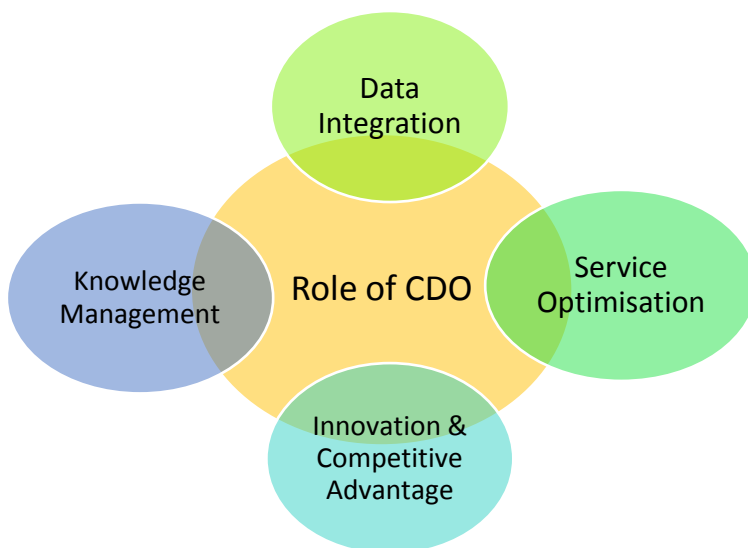 Data
Integration
Knowledge
Management
Role of CDO
Service
Optimisation
Innovation &
Competitive
Advantage